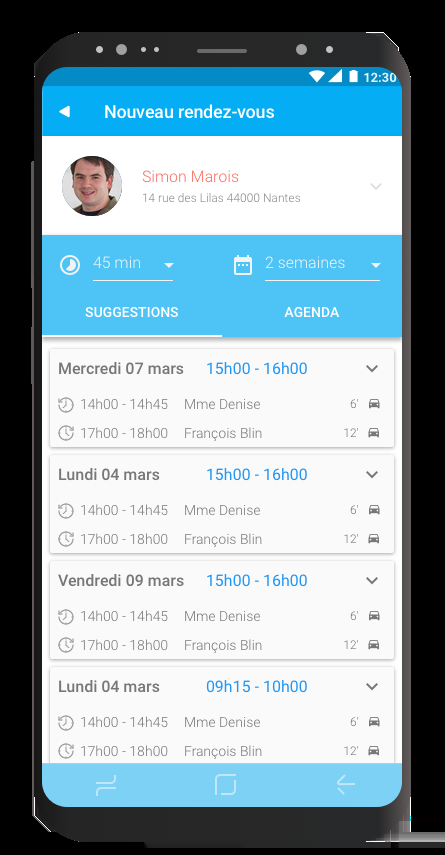 12:30
Nouveau rendez-vous
Simon Marois
14 rue des Lilas 44000 Nantes
45 min 2 semaines
SUGGESTIONS AGENDA
Mercredi 07 mars 15h00 - 16h00
14h00 - 14h45 Mme Denise 6'
17h00 - 18h00 François Blin 12'
Lundi 04 mars 15h00 - 16h00
14h00 - 14h45 Mme Denise 6'
17h00 - 18h00 François Blin 12'
Vendredi 09 mars 15h00 - 16h00
14h00 - 14h45 Mme Denise 6'
17h00 - 18h00 François Blin 12'
Lundi 04 mars 09h15 - 10h00
14h00 - 14h45 Mme Denise 6'
17h00 - 18h00 François Blin 12'